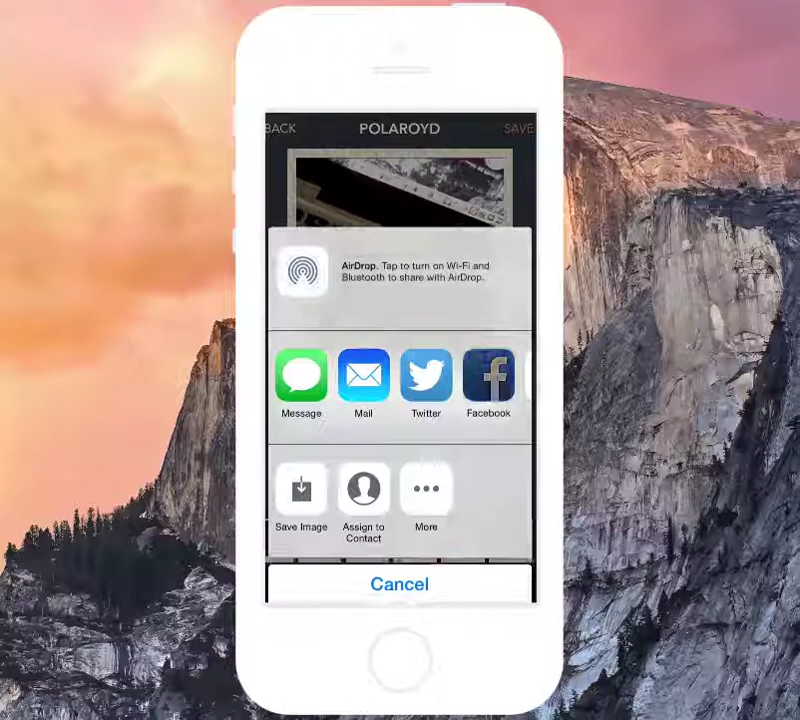 BACK POLAROYD SAVE
AirDrop. Tap to turn on Wi-Fi and
Bluetooth to share with AirDrop.
Message Mail Twitter Facebook
Save Image Assign to More
Contact
Cancel